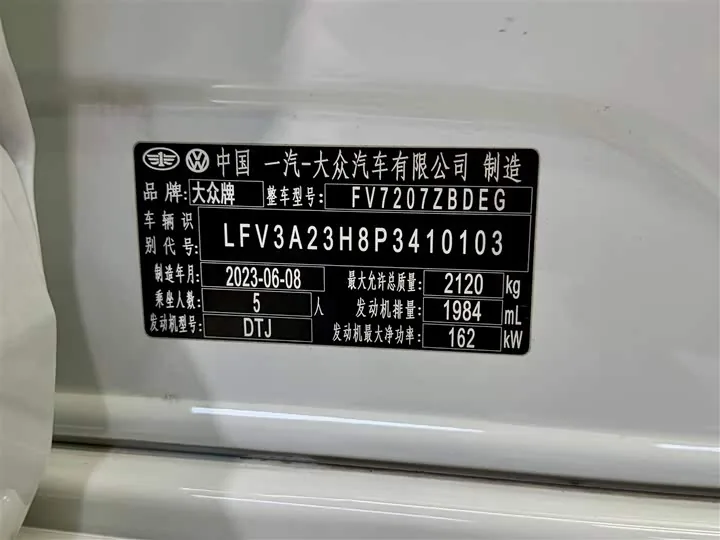 中国 一汽-大众汽车有限公司 制造
品牌: 大众牌 整车型号: FV7207ZBDEG
车辆识别代号: LFV3A23H8P3410103
制造年月: 2023-06-08 最大允许总质量: 2120 kg
乘坐人数: 5 人 发动机排量: 1984 mL
发动机型号: DTJ 发动机最大净功率: 162 kW